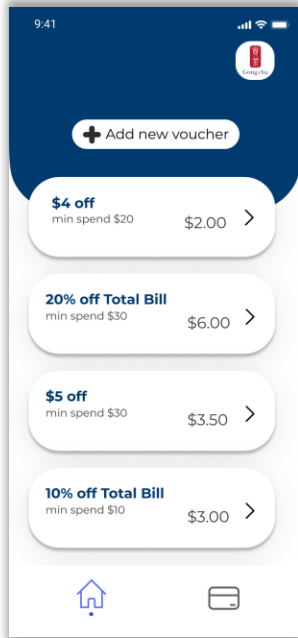 9:41
貢茶
Gong cha
Add new voucher
$4 off
min spend $20
$2.00
20% off Total Bill
min spend $30
$6.00
$5 off
min spend $30
$3.50
10% off Total Bill
min spend $10
$3.00